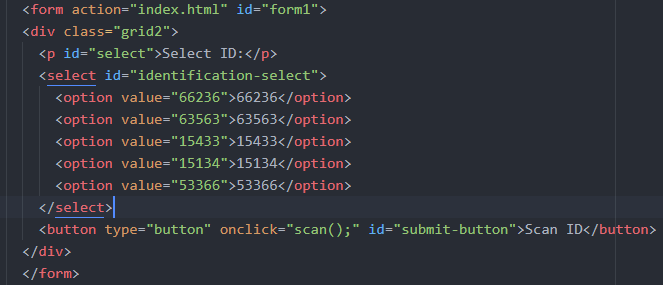 <form action="index.html" id="form1">
<div class="grid2">
<p id="select">Select ID:</p>
<select id="identification-select">
<option value="66236">66236</option>
<option value="63563">63563</option>
<option value="15433">15433</option>
<option value="15134">15134</option>
<option value="53366">53366</option>
</select>
<button type="button" onclick="scan();" id="submit-button">Scan ID</button>
</div>
</form>